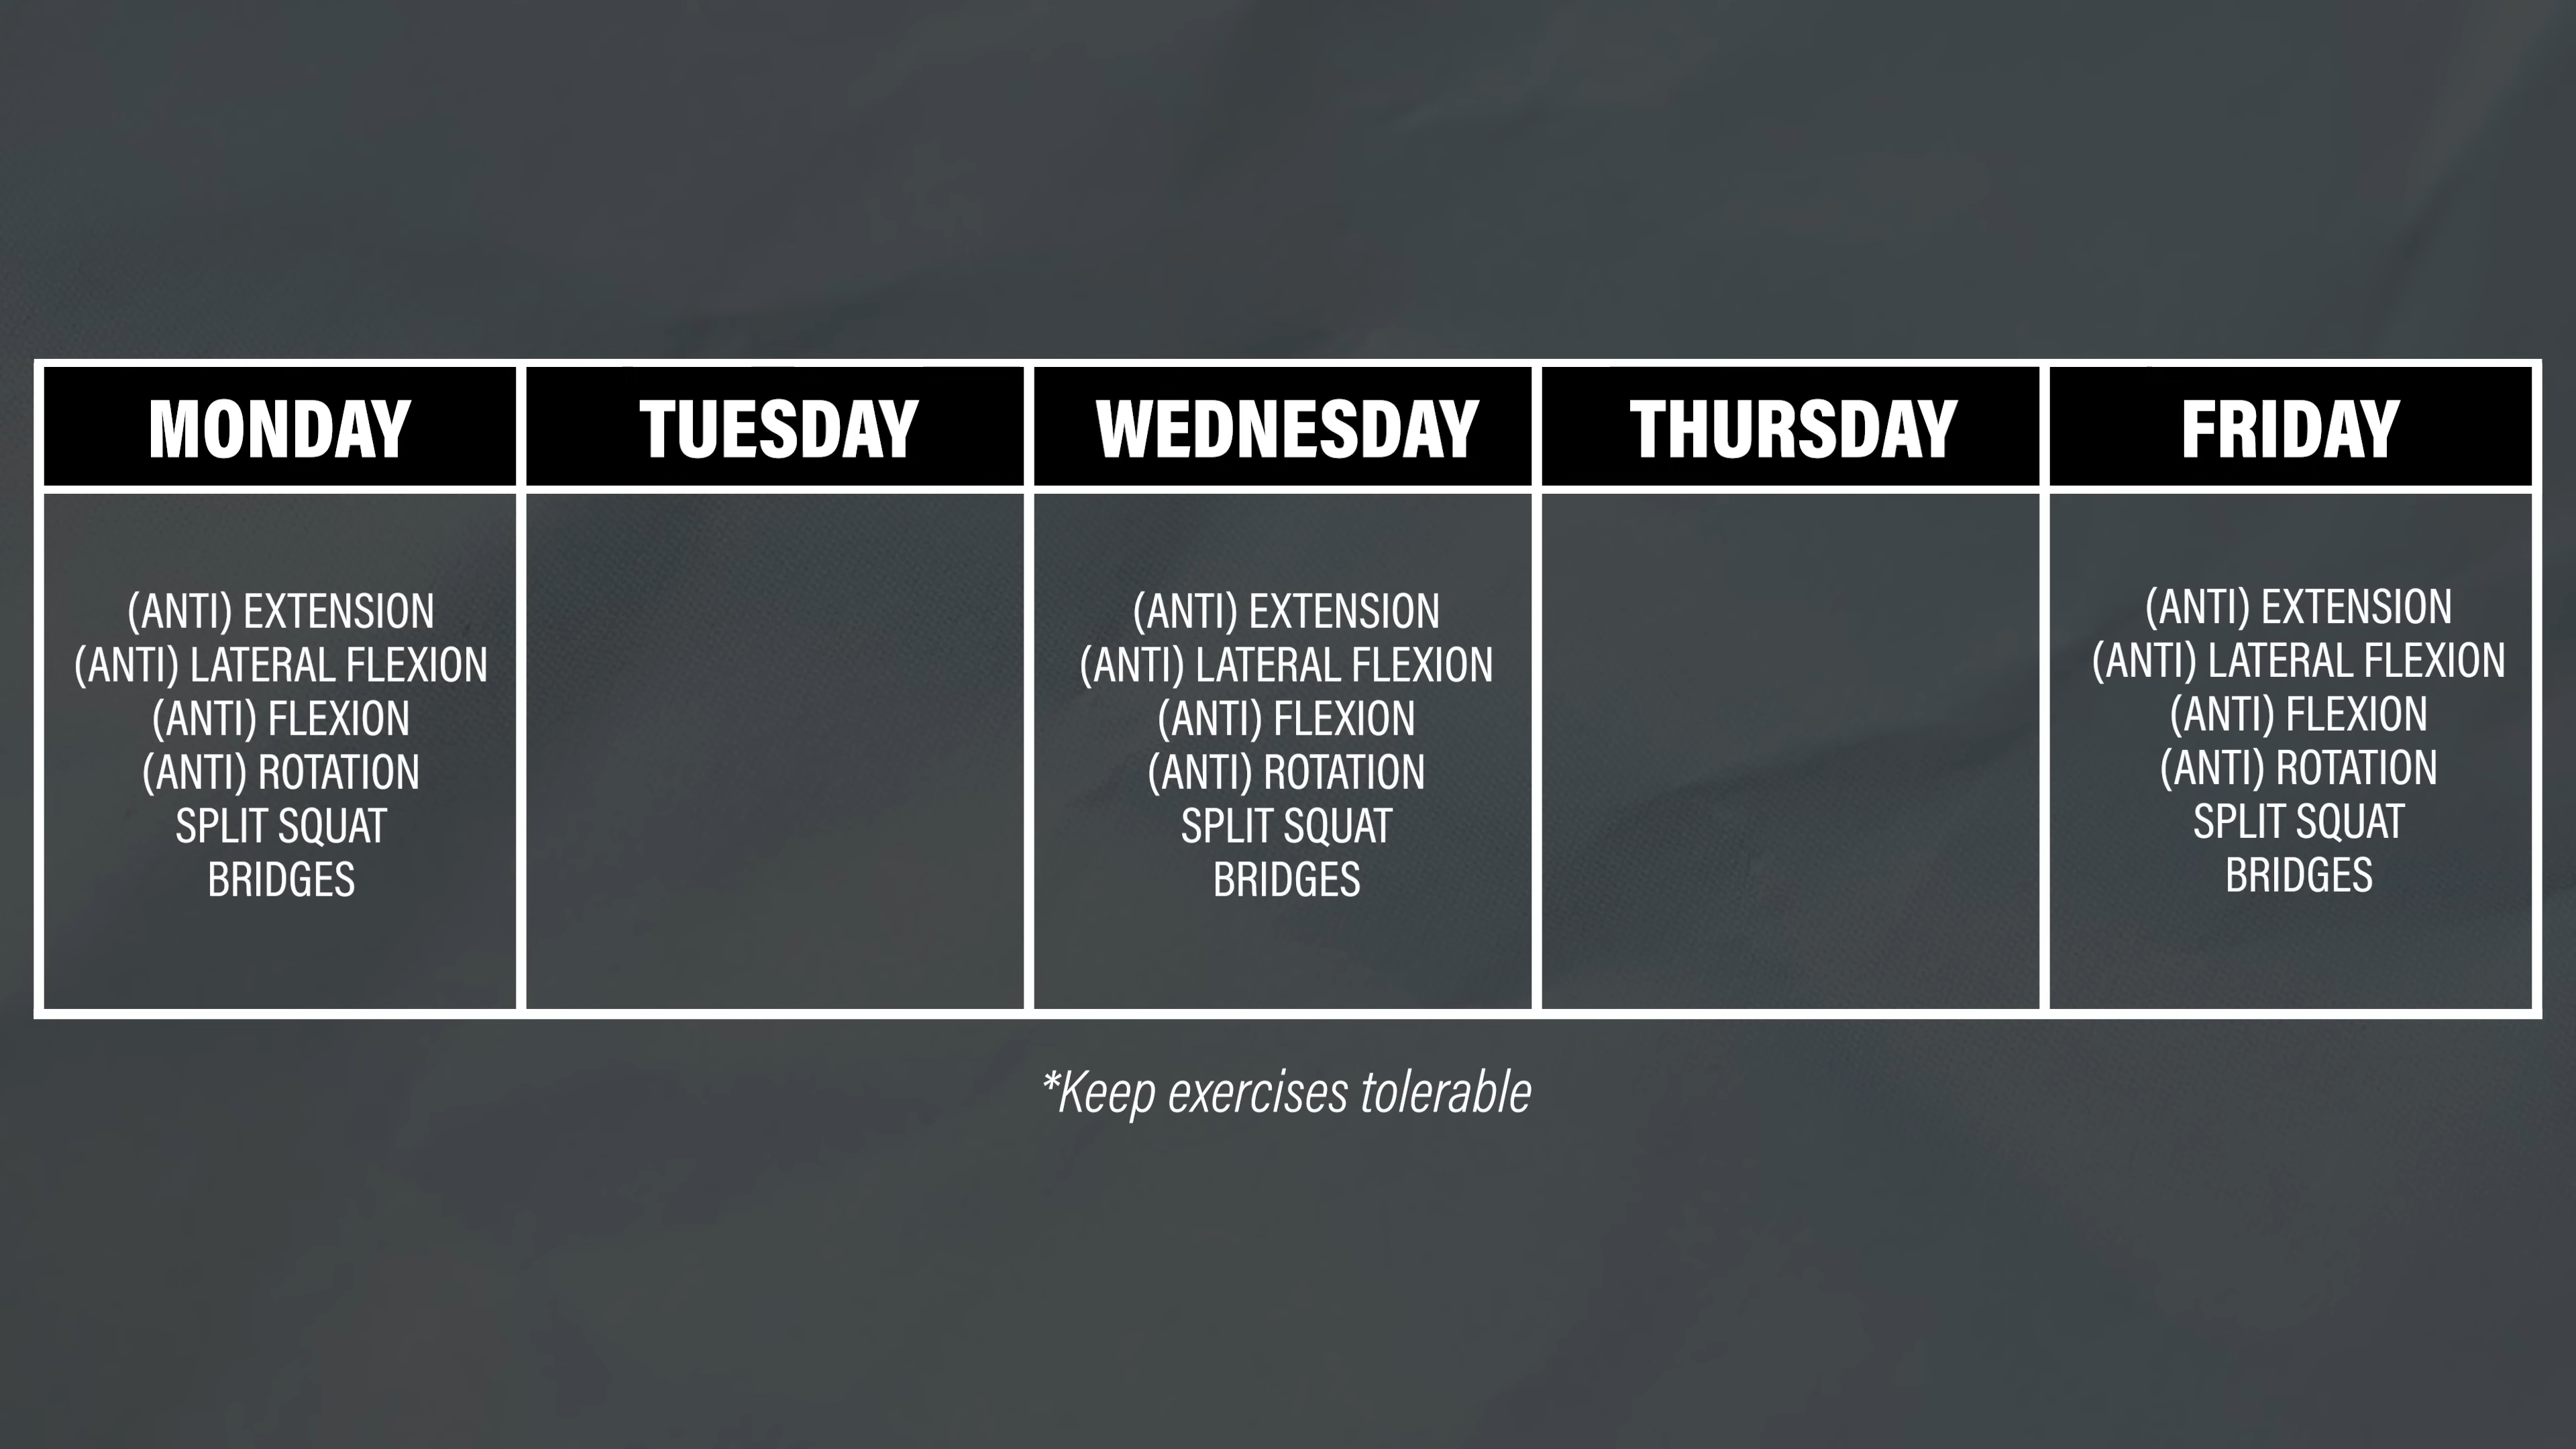 MONDAY
TUESDAY
WEDNESDAY
THURSDAY
FRIDAY
(ANTI) EXTENSION
(ANTI) LATERAL FLEXION
(ANTI) FLEXION
(ANTI) ROTATION
SPLIT SQUAT
BRIDGES
(ANTI) EXTENSION
(ANTI) LATERAL FLEXION
(ANTI) FLEXION
(ANTI) ROTATION
SPLIT SQUAT
BRIDGES
(ANTI) EXTENSION
(ANTI) LATERAL FLEXION
(ANTI) FLEXION
(ANTI) ROTATION
SPLIT SQUAT
BRIDGES
*Keep exercises tolerable